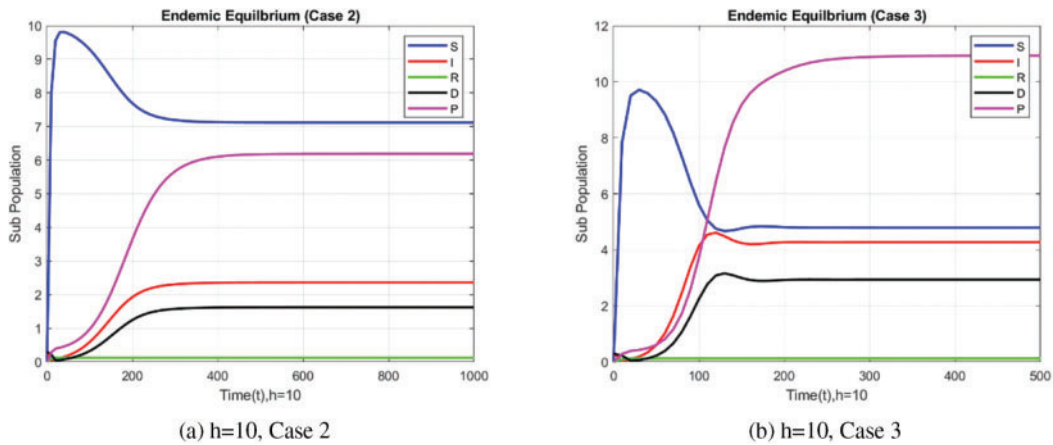 Endemic Equilbrium (Case 2)
10
9
8
7
6
5
4
3
2
1
0
Sub Population
S
I
R
D
P
0 200 400 600 800 1000
Time(t),h=10
(a) h=10, Case 2
Endemic Equilbrium (Case 3)
12
10
8
6
4
2
0
Sub Population
S
I
R
D
P
0 100 200 300 400 500
Time(t),h=10
(b) h=10, Case 3